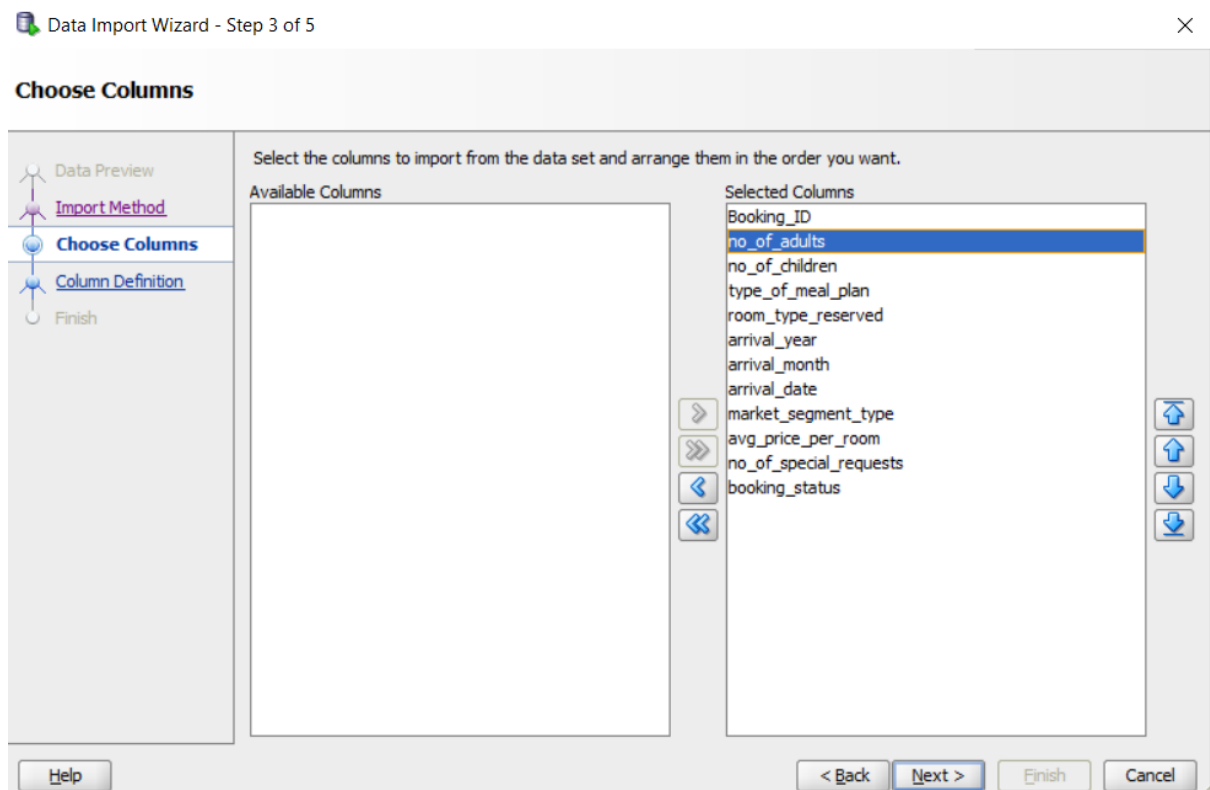 Data Import Wizard - Step 3 of 5
Choose Columns
Data Preview
Import Method
Choose Columns
Column Definition
Finish
Select the columns to import from the data set and arrange them in the order you want.
Available Columns
Selected Columns
Booking_ID
no_of_adults
no_of_children
type_of_meal_plan
room_type_reserved
arrival_year
arrival_month
arrival_date
market_segment_type
avg_price_per_room
no_of_special_requests
booking_status
Help
< Back
Next >
Finish
Cancel